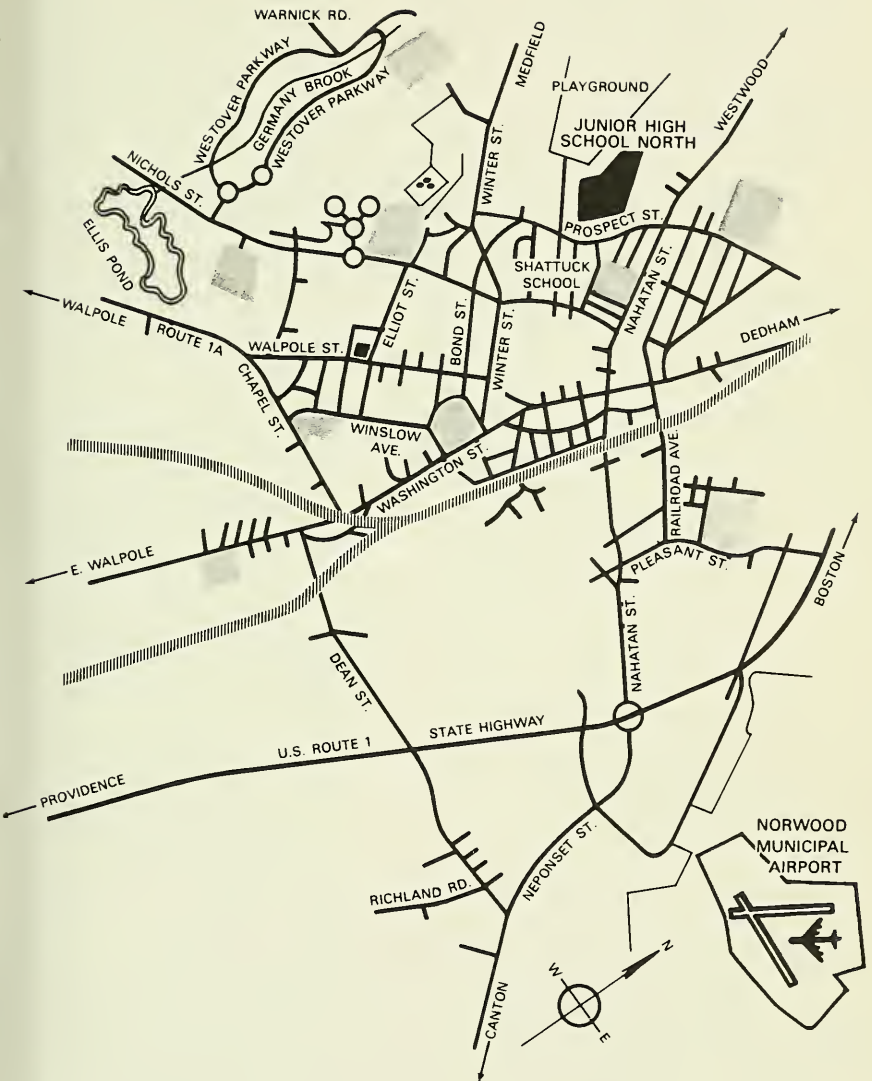 WARNICK RD.
WESTOVER PARKWAY
GERMANY BROOK
WESTOVER PARKWAY
MEDFIELD
PLAYGROUND
JUNIOR HIGH
SCHOOL NORTH
WESTWOOD
NICHOLS ST.
ELLIS POND
WINTER ST.
PROSPECT ST.
SHATTUCK
SCHOOL
NAHATAN ST.
WALPOLE
ROUTE 1A
WALPOLE ST.
ELLIOT ST.
BOND ST.
WINTER ST.
DEDHAM
CHAPEL ST.
WINSLOW
AVE.
WASHINGTON ST.
RAILROAD AVE.
E. WALPOLE
PLEASANT ST.
BOSTON
DEAN ST.
NAHATAN ST.
STATE HIGHWAY
U.S. ROUTE 1
PROVIDENCE
NORWOOD
MUNICIPAL
AIRPORT
NEPONSET ST.
RICHLAND RD.
CANTON
N
W
E